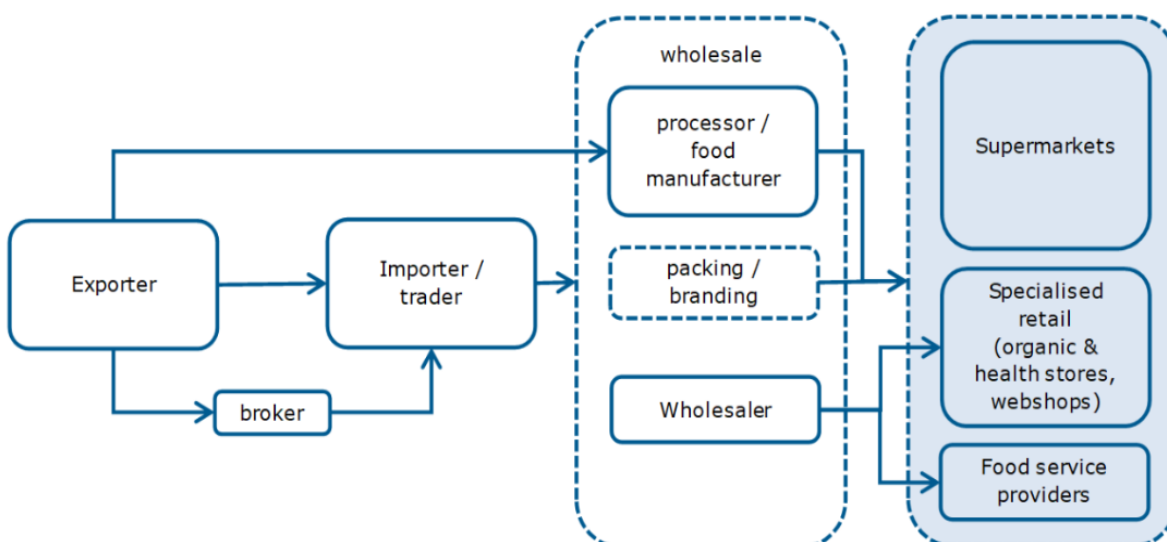 wholesale
processor /
food
manufacturer
Supermarkets
Exporter
Importer /
trader
packing /
branding
Specialised
retail
(organic &
health stores,
webshops)
broker
Wholesaler
Food service
providers